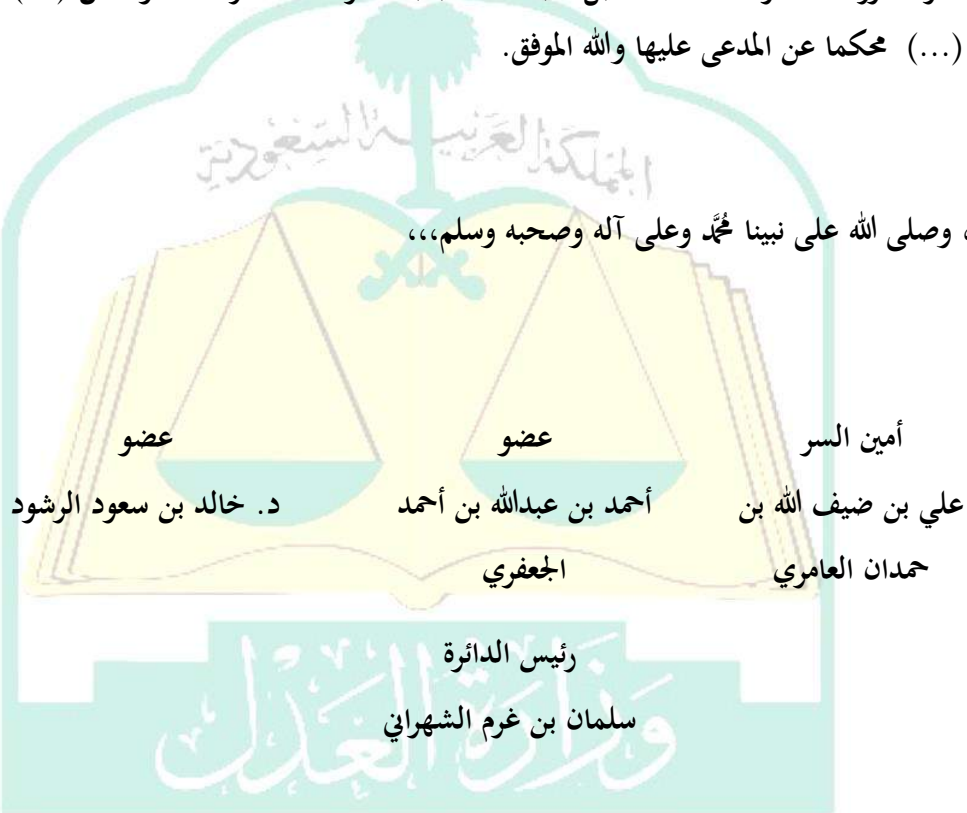 (...) محكما عن المدعى عليها والله الموفق.
المملكة العربية السعودية
، وصلى الله على نبينا مُحَّد وعلى آله وصحبه وسلم،،،
أمين السر عضو عضو
علي بن ضيف الله بن أحمد بن عبدالله بن أحمد د. خالد بن سعود الرشود
حمدان العامري الجعفري
رئيس الدائرة
سلمان بن غرم الشهراني
وزارة العدل